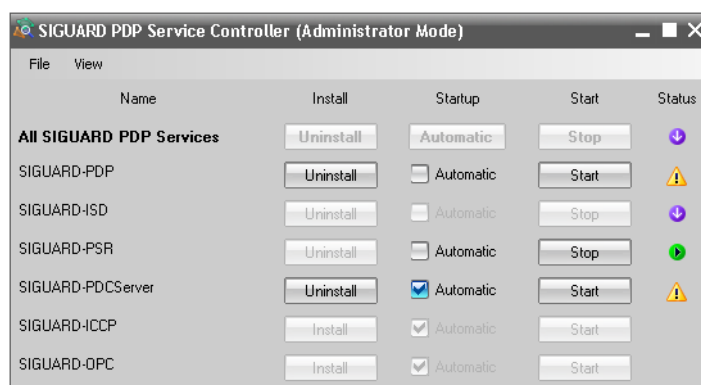 SIGUARD PDP Service Controller (Administrator Mode)
File View
Name Install Startup Start Status
All SIGUARD PDP Services Uninstall Automatic Stop
SIGUARD-PDP Uninstall Automatic Start
SIGUARD-ISD Uninstall Automatic Stop
SIGUARD-PSR Uninstall Automatic Stop
SIGUARD-PDCServer Uninstall Automatic Start
SIGUARD-ICCP Install Automatic Start
SIGUARD-OPC Install Automatic Start